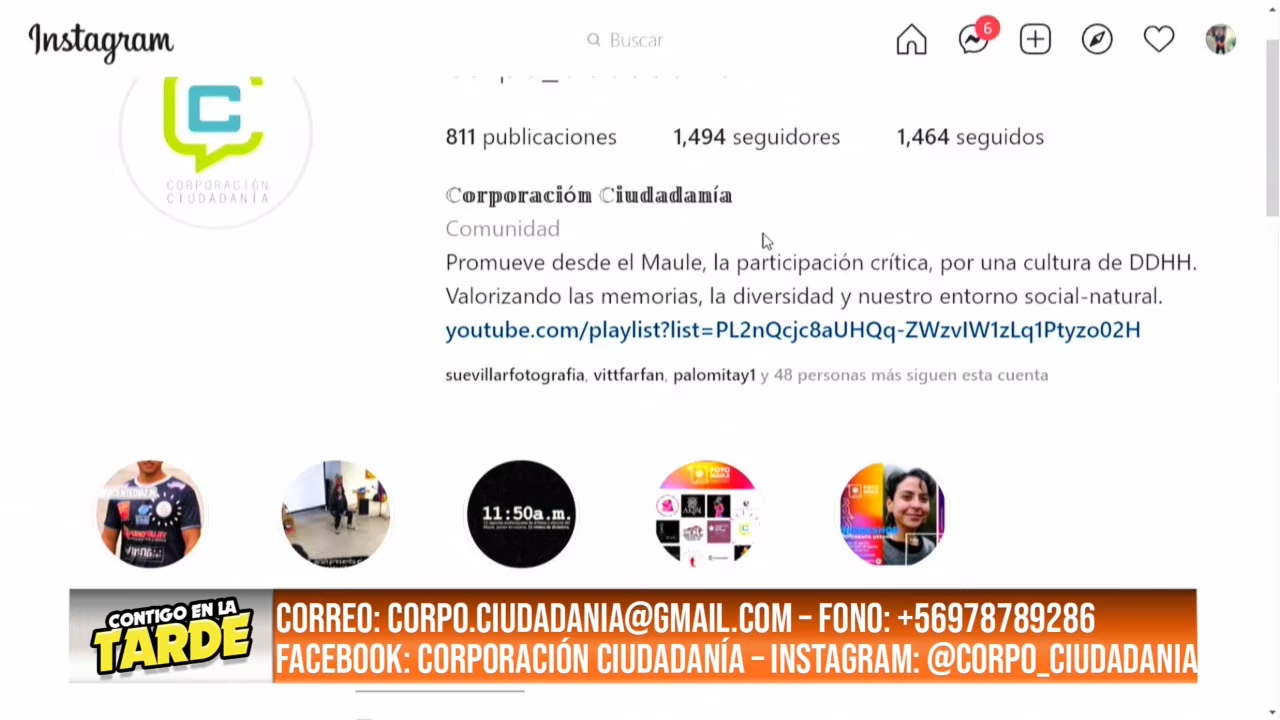 Instagram
Buscar
6
811 publicaciones 1,494 seguidores 1,464 seguidos
CORPORACIÓN
CIUDADANÍA
ℂorporación ℂiudadanía
Comunidad
Promueve desde el Maule, la participación crítica, por una cultura de DDHH.
Valorizando las memorias, la diversidad y nuestro entorno social-natural.
youtube.com/playlist?list=PL2nQcjc8aUHQq-ZWzvIW1zLq1Ptyzo02H
suevillarfotografia, vittfarfan, palomitay1 y 48 personas más siguen esta cuenta
11:50a.m.
FOTO
MAULE
CONTIGO EN LA
TARDE
CORREO: CORPO.CIUDADANIA@GMAIL.COM – FONO: +56978789286
FACEBOOK: CORPORACIÓN CIUDADANÍA – INSTAGRAM: @CORPO_CIUDADANIA